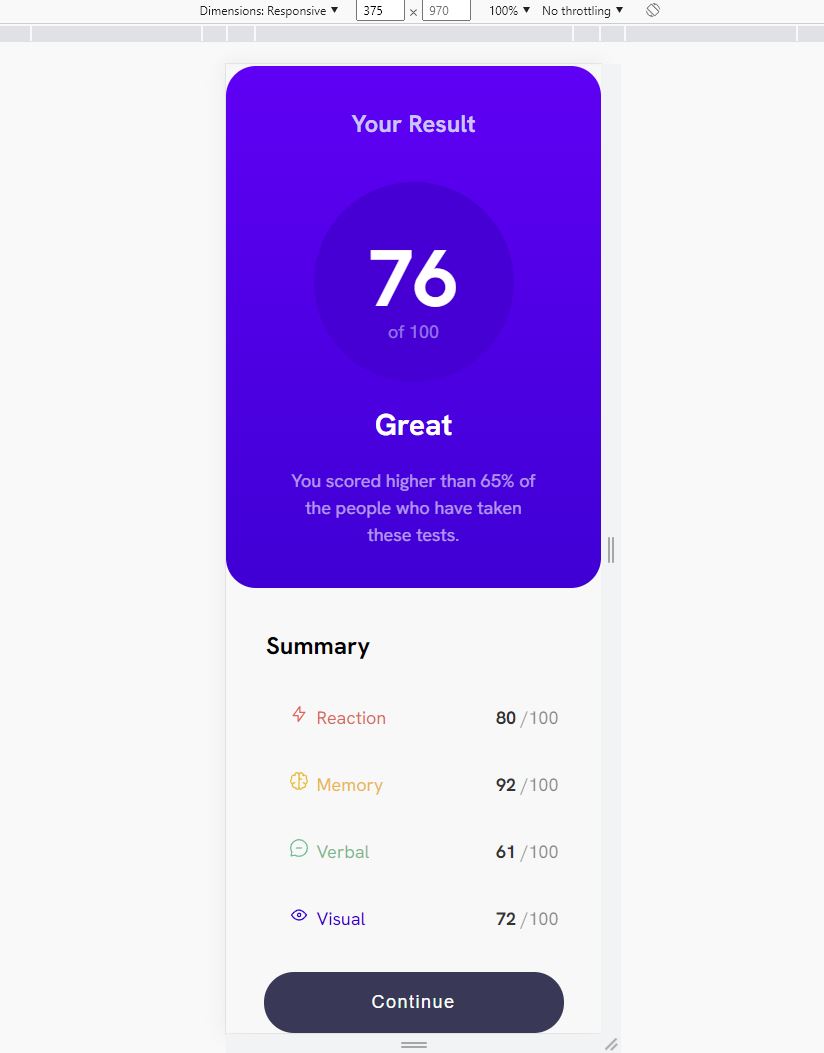 Dimensions: Responsive ▼ 375 × 970 100% ▼ No throttling ▼
Your Result
76
of 100
Great
You scored higher than 65% of
the people who have taken
these tests.
Summary
Reaction 80 /100
Memory 92 /100
Verbal 61 /100
Visual 72 /100
Continue